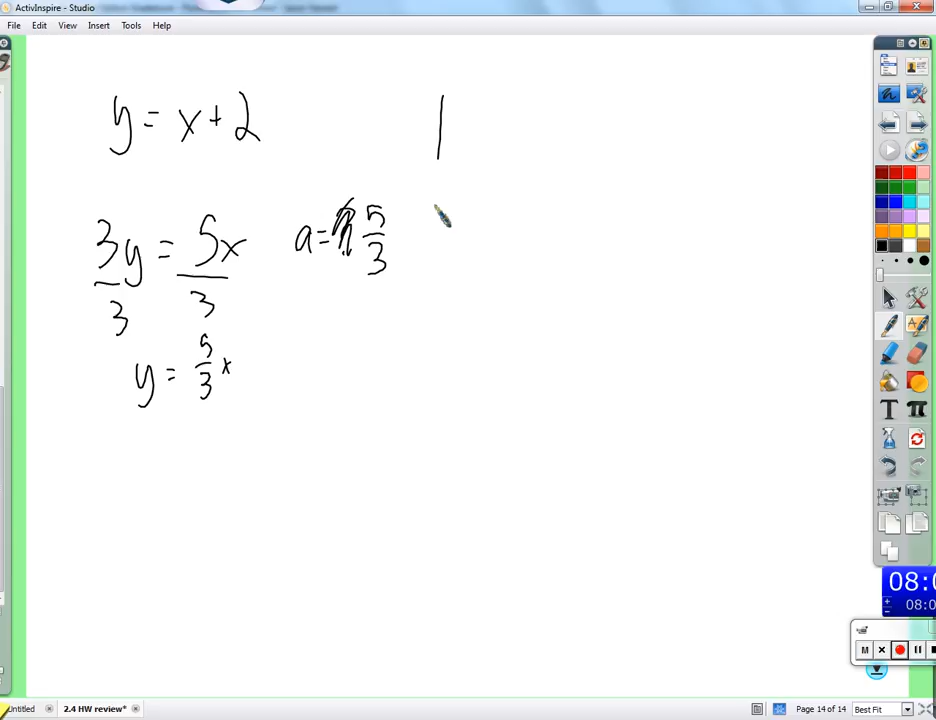 ActivInspire - Studio
File Edit View Insert Tools Help
y = x + 2
1
3y = 5x a = 5/3
3 3
y = 5/3 x
T π
08:0
08:0
M
Untitled 2.4 HW review* Page 14 of 14 Best Fit